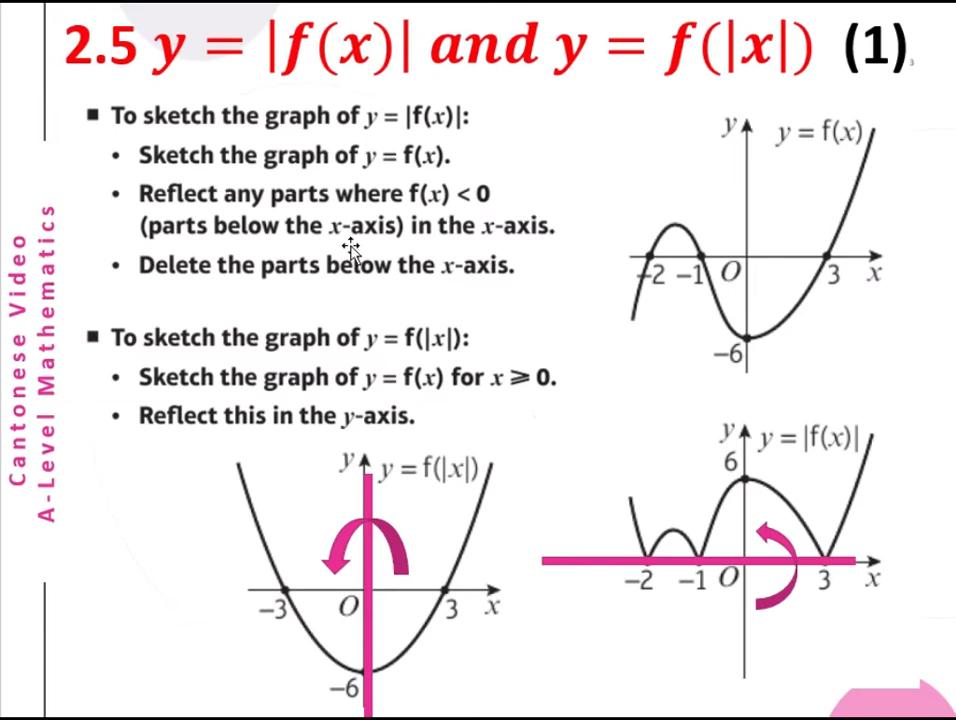 2.5 y = |f(x)| and y = f(|x|) (1)
3
Cantonese Video
A-Level Mathematics
▪ To sketch the graph of y = |f(x)|:
• Sketch the graph of y = f(x).
• Reflect any parts where f(x) < 0
(parts below the x-axis) in the x-axis.
• Delete the parts below the x-axis.
▪ To sketch the graph of y = f(|x|):
• Sketch the graph of y = f(x) for x ⩾ 0.
• Reflect this in the y-axis.
y y = f(x)
−2 −1 O 3 x
−6
y y = f(|x|)
−3 O 3 x
−6
y y = |f(x)|
6
−2 −1 O 3 x